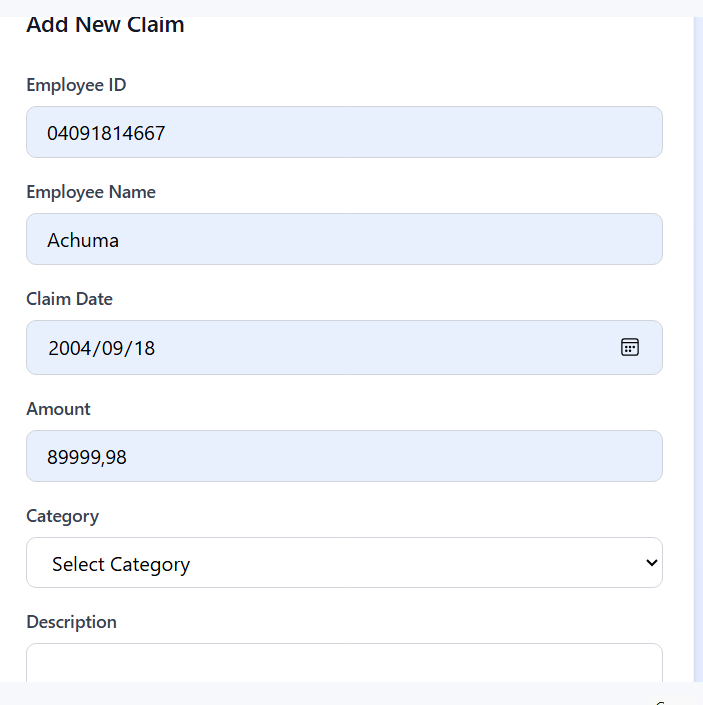 Add New Claim
Employee ID
04091814667
Employee Name
Achuma
Claim Date
2004/09/18
Amount
89999,98
Category
Select Category
Description